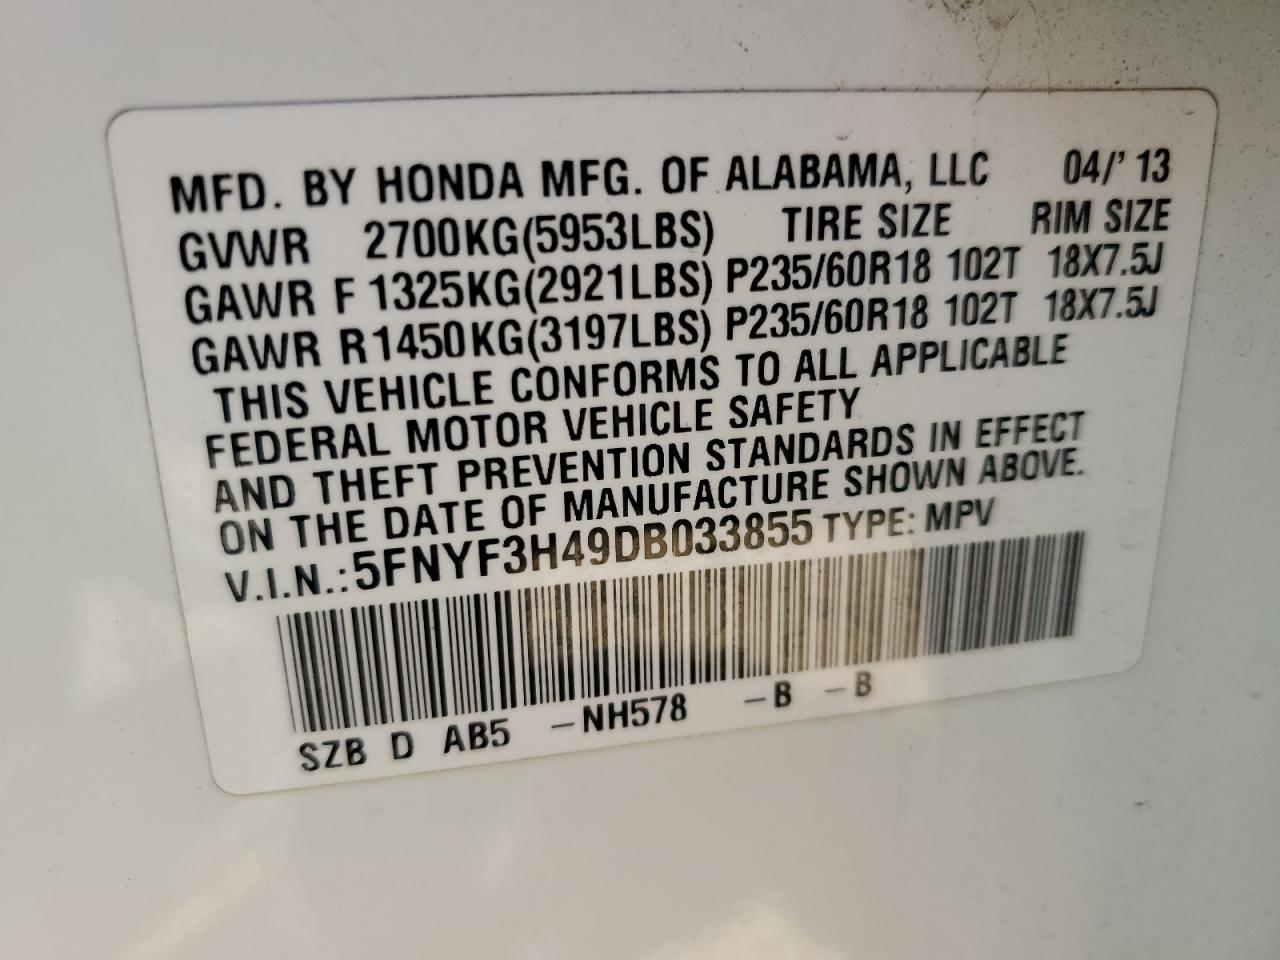 MFD. BY HONDA MFG. OF ALABAMA, LLC 04/'13
GVWR 2700KG(5953LBS) TIRE SIZE RIM SIZE
GAWR F 1325KG(2921LBS) P235/60R18 102T 18X7.5J
GAWR R 1450KG(3197LBS) P235/60R18 102T 18X7.5J
THIS VEHICLE CONFORMS TO ALL APPLICABLE
FEDERAL MOTOR VEHICLE SAFETY
AND THEFT PREVENTION STANDARDS IN EFFECT
ON THE DATE OF MANUFACTURE SHOWN ABOVE.
V.I.N.: 5FNYF3H49DB033855 TYPE: MPV
SZB D AB5 -NH578 -B -B